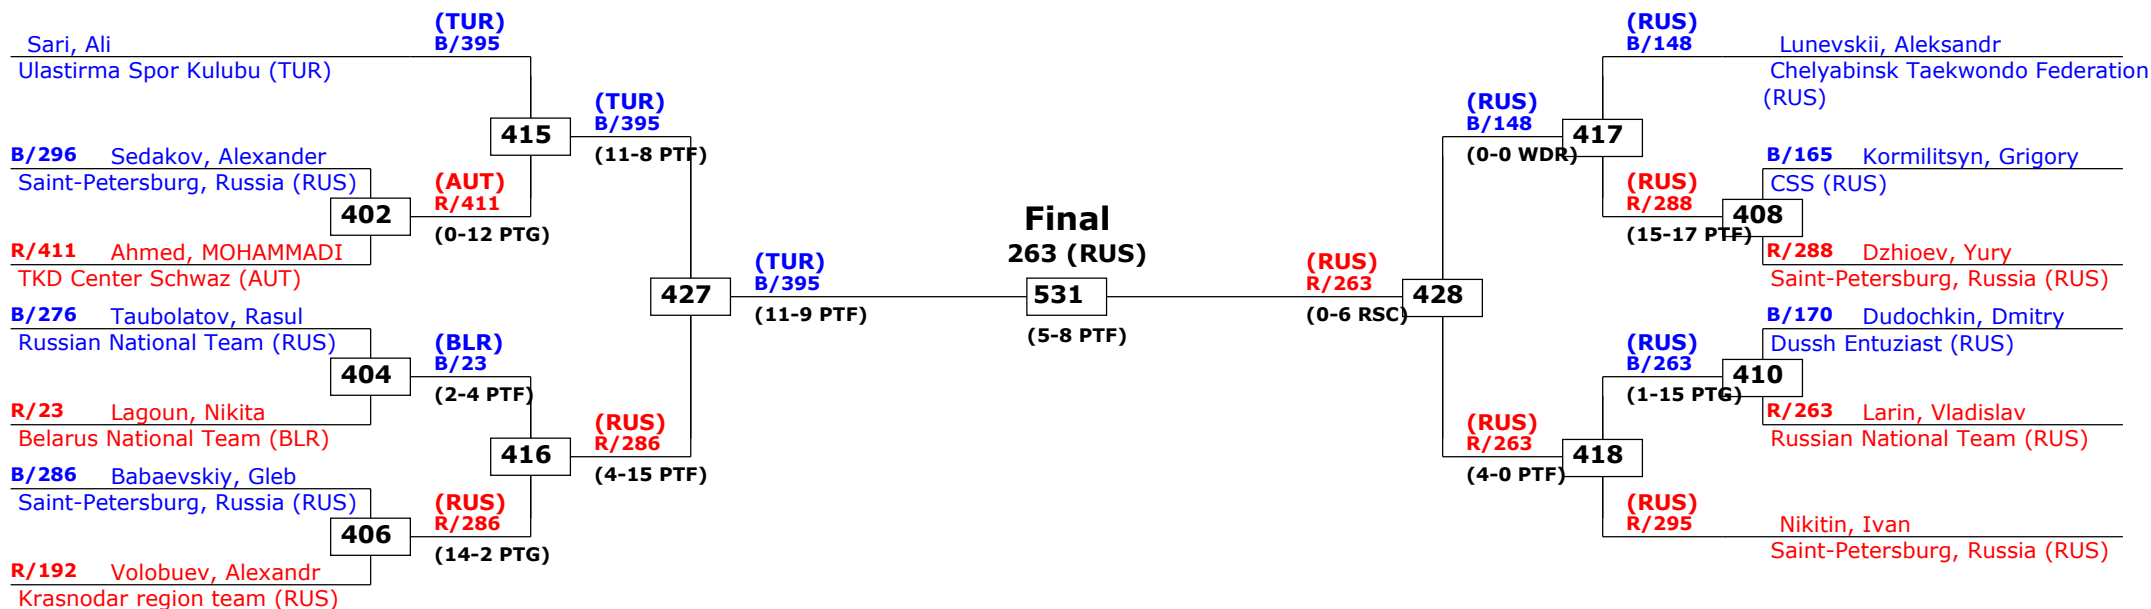 (TUR)
B/395
Sari, Ali
Ulastirma Spor Kulubu (TUR)
B/296 Sedakov, Alexander
Saint-Petersburg, Russia (RUS)
402
R/411 Ahmed, MOHAMMADI
TKD Center Schwaz (AUT)
(AUT)
R/411
(0-12 PTG)
415
(TUR)
B/395
(11-8 PTF)
B/276 Taubolatov, Rasul
Russian National Team (RUS)
404
R/23 Lagoun, Nikita
Belarus National Team (BLR)
(BLR)
B/23
(2-4 PTF)
B/286 Babaevskiy, Gleb
Saint-Petersburg, Russia (RUS)
406
R/192 Volobuev, Alexandr
Krasnodar region team (RUS)
(RUS)
R/286
(14-2 PTG)
416
(RUS)
R/286
(4-15 PTF)
427
(TUR)
B/395
(11-9 PTF)
Final
263 (RUS)
531
(5-8 PTF)
(RUS)
R/263
(0-6 RSC)
428
(RUS)
B/148
(0-0 WDR)
417
(RUS)
B/148
Lunevskii, Aleksandr
Chelyabinsk Taekwondo Federation
(RUS)
(RUS)
R/288
(15-17 PTF)
408
B/165 Kormilitsyn, Grigory
CSS (RUS)
R/288 Dzhioev, Yury
Saint-Petersburg, Russia (RUS)
(RUS)
R/263
(4-0 PTF)
418
(RUS)
B/263
(1-15 PTG)
410
B/170 Dudochkin, Dmitry
Dussh Entuziast (RUS)
R/263 Larin, Vladislav
Russian National Team (RUS)
(RUS)
R/295
Nikitin, Ivan
Saint-Petersburg, Russia (RUS)